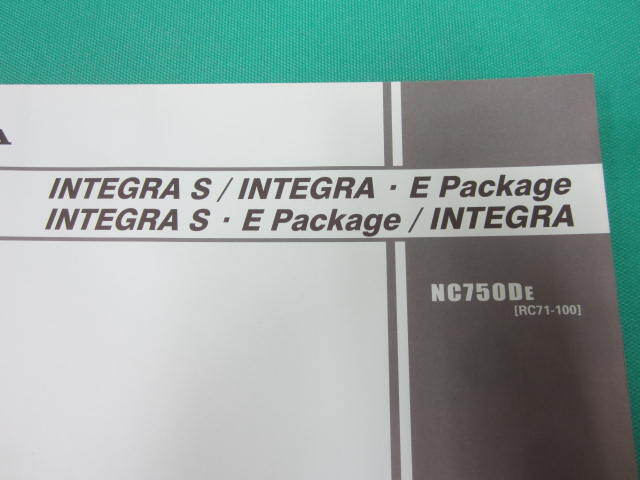 A
INTEGRA S / INTEGRA・E Package
INTEGRA S・E Package / INTEGRA
NC750DE
[RC71-100]